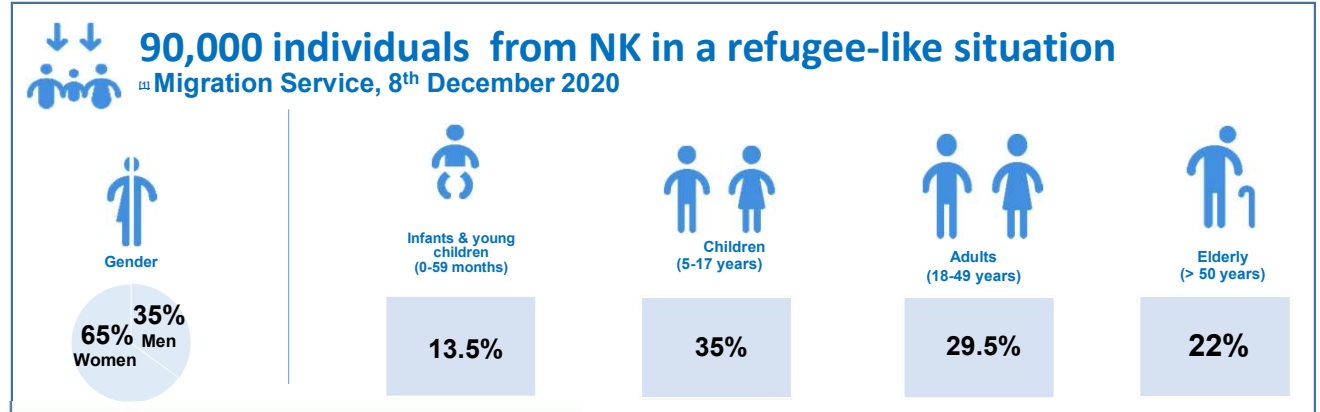 90,000 individuals from NK in a refugee-like situation
[1] Migration Service, 8th December 2020
Gender
65%
Women
35%
Men
Infants & young
children
(0-59 months)
13.5%
Children
(5-17 years)
35%
Adults
(18-49 years)
29.5%
Elderly
(> 50 years)
22%